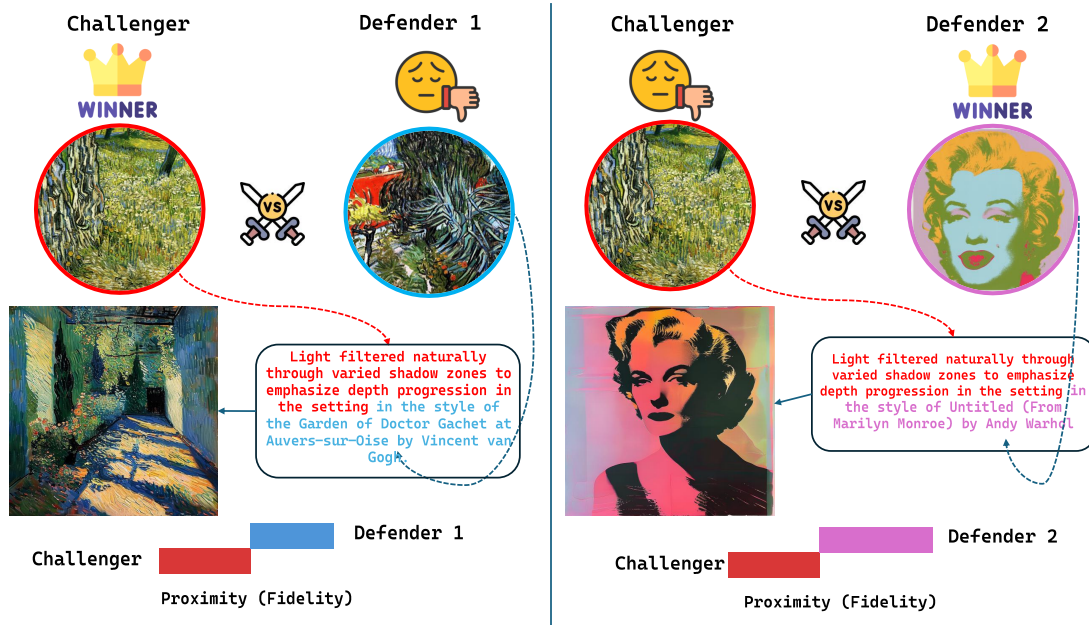 Challenger
Defender 1
WINNER
VS
Light filtered naturally
through varied shadow zones to
emphasize depth progression in
the setting in the style of
the Garden of Doctor Gachet at
Auvers-sur-Oise by Vincent van
Gogh
Challenger
Defender 1
Proximity (Fidelity)
Challenger
Defender 2
WINNER
VS
Light filtered naturally through
varied shadow zones to emphasize
depth progression in the setting in
the style of Untitled (From
Marilyn Monroe) by Andy Warhol
Challenger
Defender 2
Proximity (Fidelity)